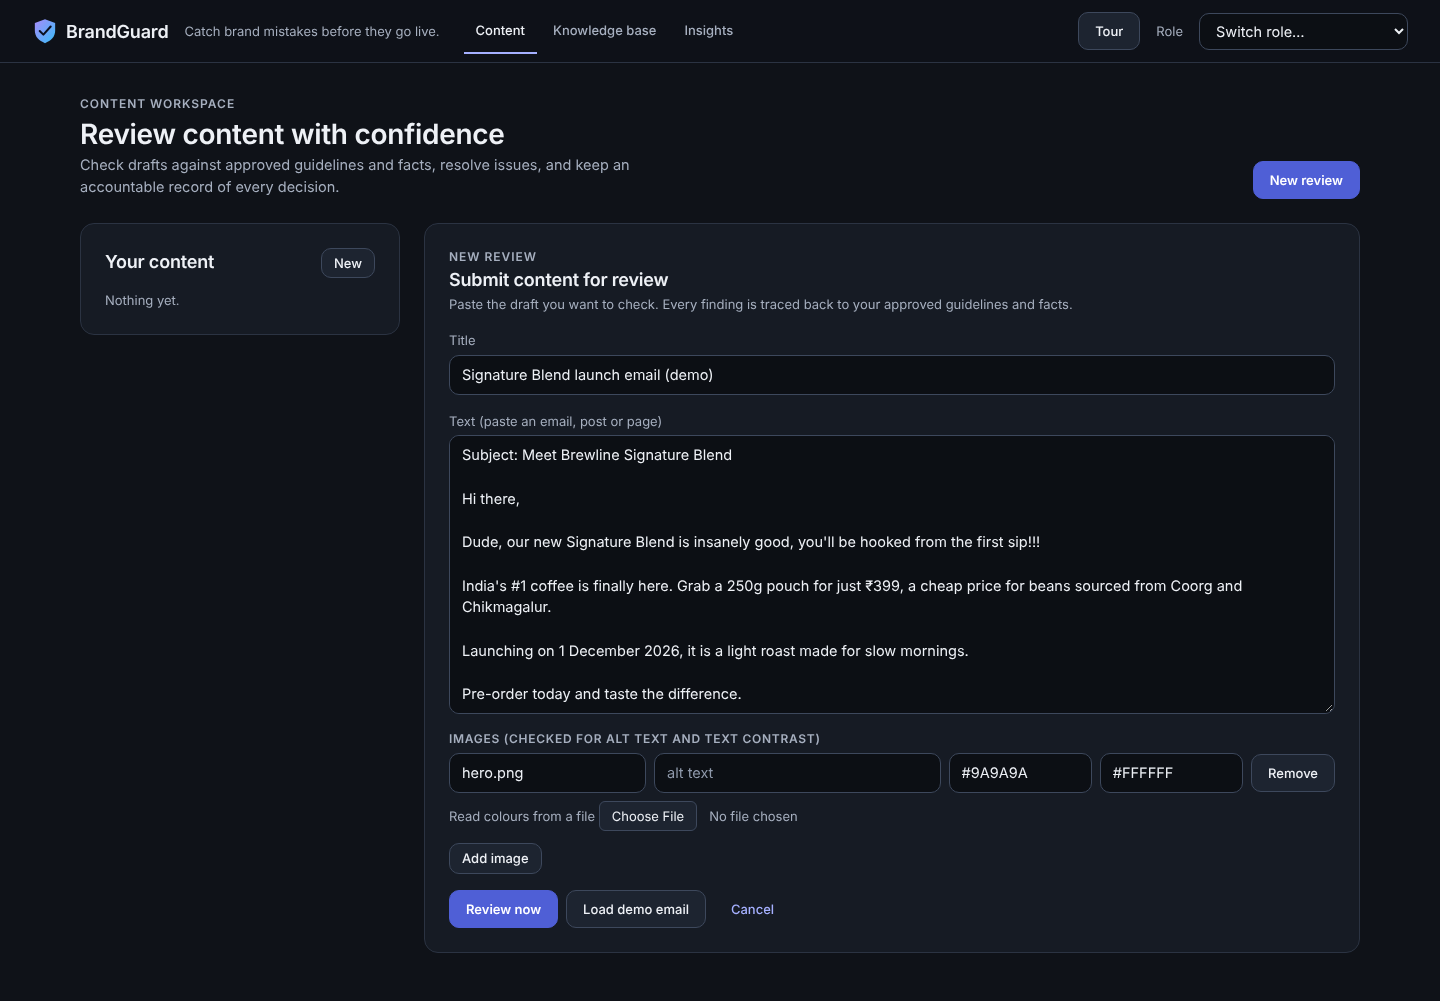 BrandGuard
Catch brand mistakes before they go live.
Content
Knowledge base
Insights
Tour
Role
Switch role...
CONTENT WORKSPACE
Review content with confidence
Check drafts against approved guidelines and facts, resolve issues, and keep an
accountable record of every decision.
New review
Your content
New
Nothing yet.
NEW REVIEW
Submit content for review
Paste the draft you want to check. Every finding is traced back to your approved guidelines and facts.
Title
Signature Blend launch email (demo)
Text (paste an email, post or page)
Subject: Meet Brewline Signature Blend
Hi there,
Dude, our new Signature Blend is insanely good, you'll be hooked from the first sip!!!
India's #1 coffee is finally here. Grab a 250g pouch for just ₹399, a cheap price for beans sourced from Coorg and
Chikmagalur.
Launching on 1 December 2026, it is a light roast made for slow mornings.
Pre-order today and taste the difference.
IMAGES (CHECKED FOR ALT TEXT AND TEXT CONTRAST)
hero.png
alt text
#9A9A9A
#FFFFFF
Remove
Read colours from a file
Choose File
No file chosen
Add image
Review now
Load demo email
Cancel